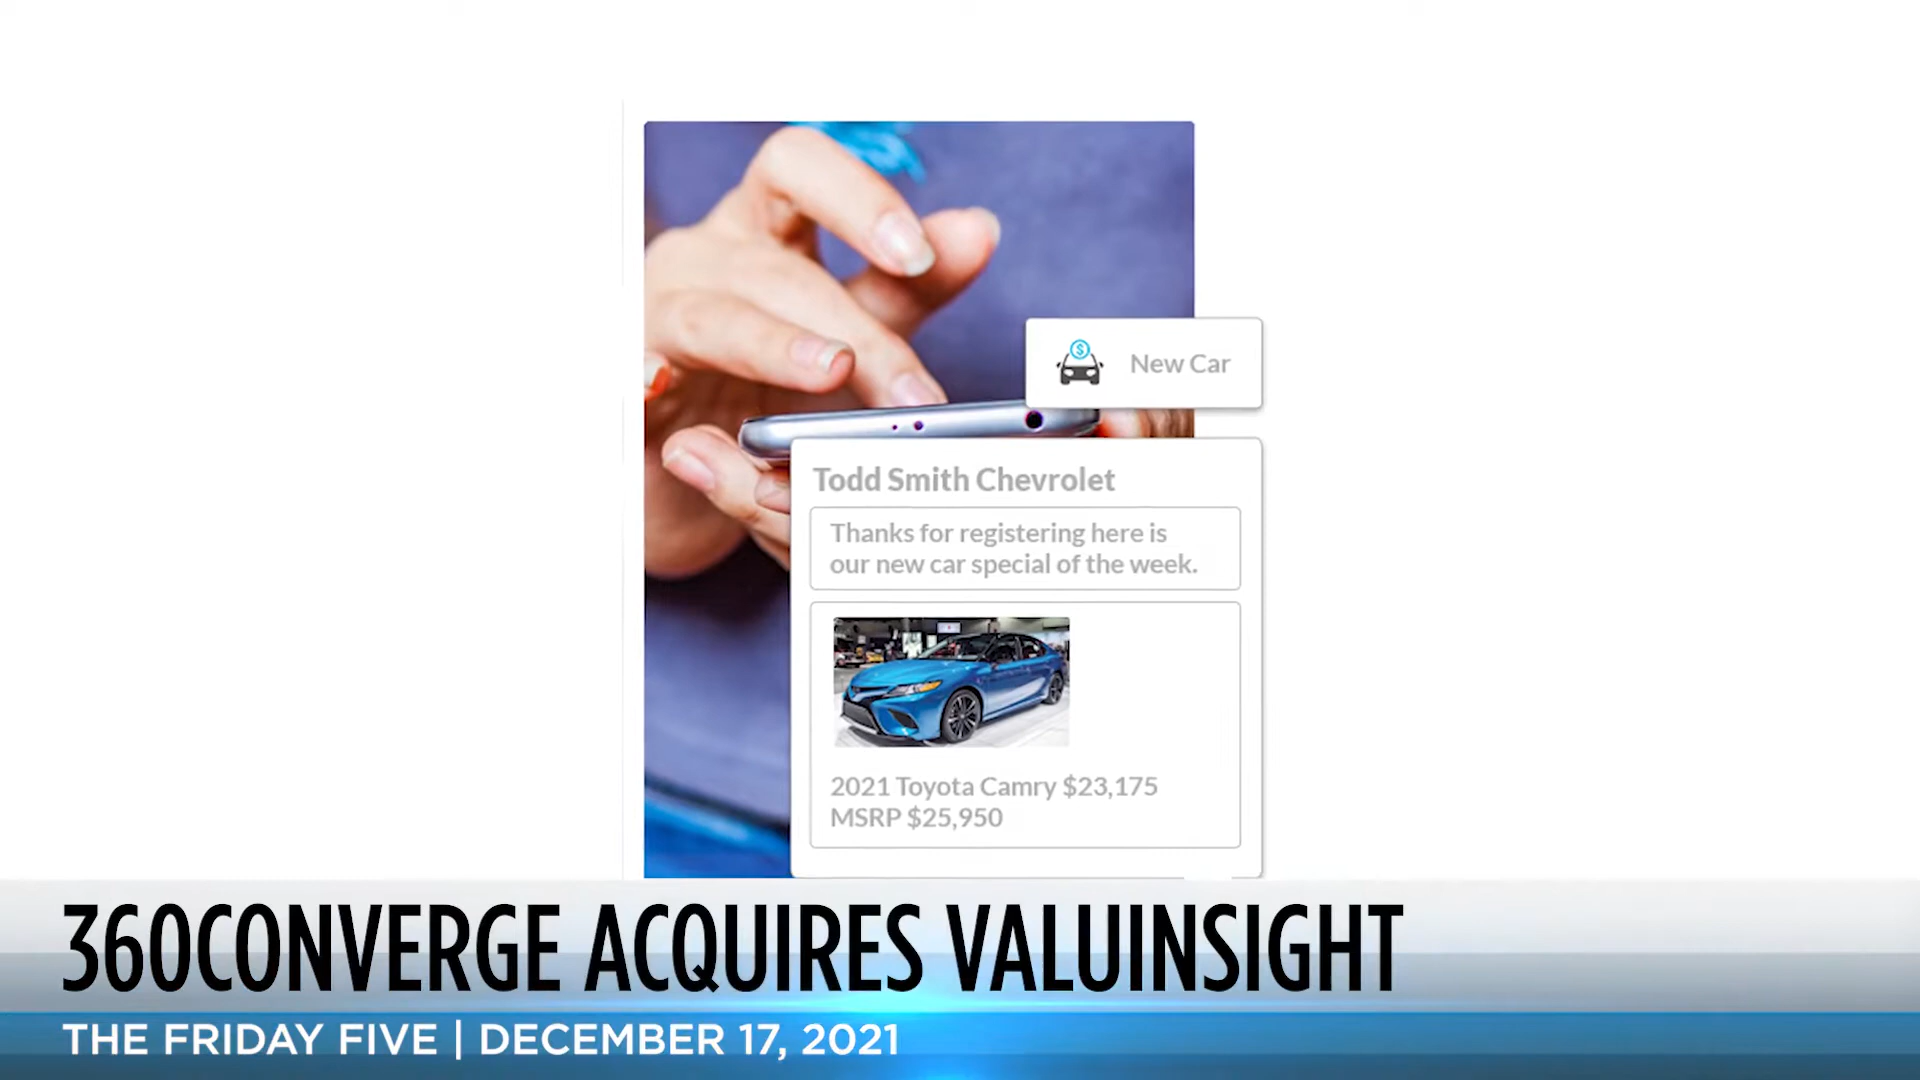 New Car
Todd Smith Chevrolet
Thanks for registering here is
our new car special of the week.
2021 Toyota Camry $23,175
MSRP $25,950
360CONVERGE ACQUIRES VALUINSIGHT
THE FRIDAY FIVE | DECEMBER 17, 2021